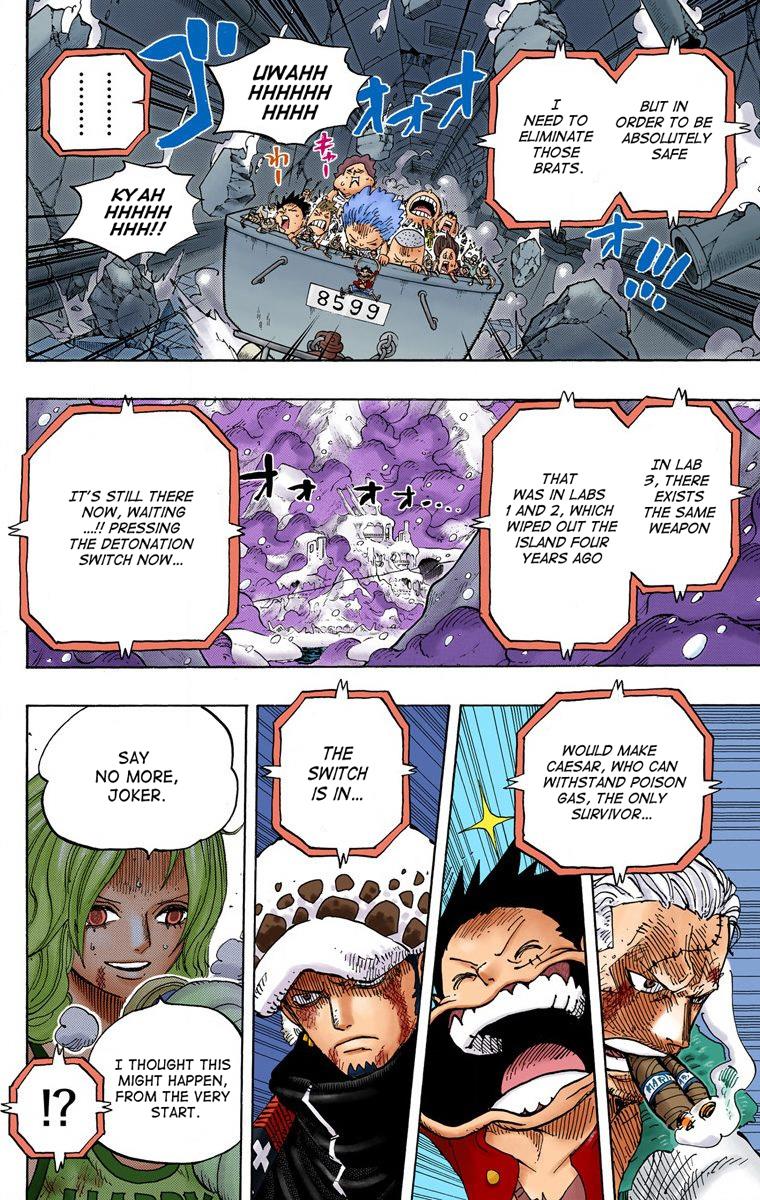 BUT IN
ORDER TO BE
ABSOLUTELY
SAFE
I
NEED TO
ELIMINATE
THOSE
BRATS.
オオオ
オ!!!
UWAHH
HHHHHH
HHHH
キャー
わー
ゴ
KYAH
HHHHH
HHH!!
8599
IN LAB
3, THERE
EXISTS
THE SAME
WEAPON
THAT
WAS IN LABS
1 AND 2, WHICH
WIPED OUT THE
ISLAND FOUR
YEARS AGO
オオオ...
IT'S STILL THERE
NOW, WAITING
...!! PRESSING
THE DETONATION
SWITCH NOW...
WOULD MAKE
CAESAR, WHO CAN
WITHSTAND POISON
GAS, THE ONLY
SURVIVOR...
THE
SWITCH
IS IN...
SAY
NO MORE,
JOKER.
I THOUGHT THIS
MIGHT HAPPEN,
FROM THE VERY
START.
!?
HAPPY